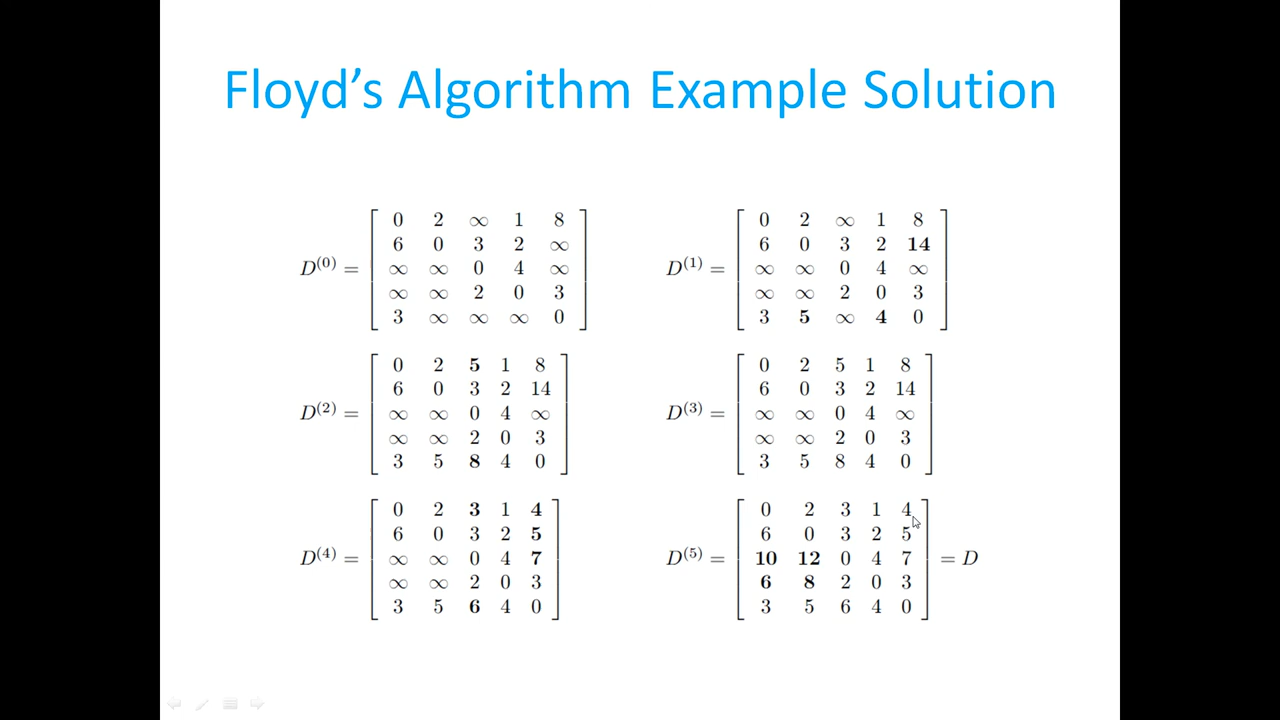 Floyd’s Algorithm Example Solution
D(0) =
0 2 ∞ 1 8
6 0 3 2 ∞
∞ ∞ 0 4 ∞
∞ ∞ 2 0 3
3 ∞ ∞ ∞ 0
D(1) =
0 2 ∞ 1 8
6 0 3 2 14
∞ ∞ 0 4 ∞
∞ ∞ 2 0 3
3 5 ∞ 4 0
D(2) =
0 2 5 1 8
6 0 3 2 14
∞ ∞ 0 4 ∞
∞ ∞ 2 0 3
3 5 8 4 0
D(3) =
0 2 5 1 8
6 0 3 2 14
∞ ∞ 0 4 ∞
∞ ∞ 2 0 3
3 5 8 4 0
D(4) =
0 2 3 1 4
6 0 3 2 5
∞ ∞ 0 4 7
∞ ∞ 2 0 3
3 5 6 4 0
D(5) =
0 2 3 1 4
6 0 3 2 5
10 12 0 4 7
6 8 2 0 3
3 5 6 4 0
= D